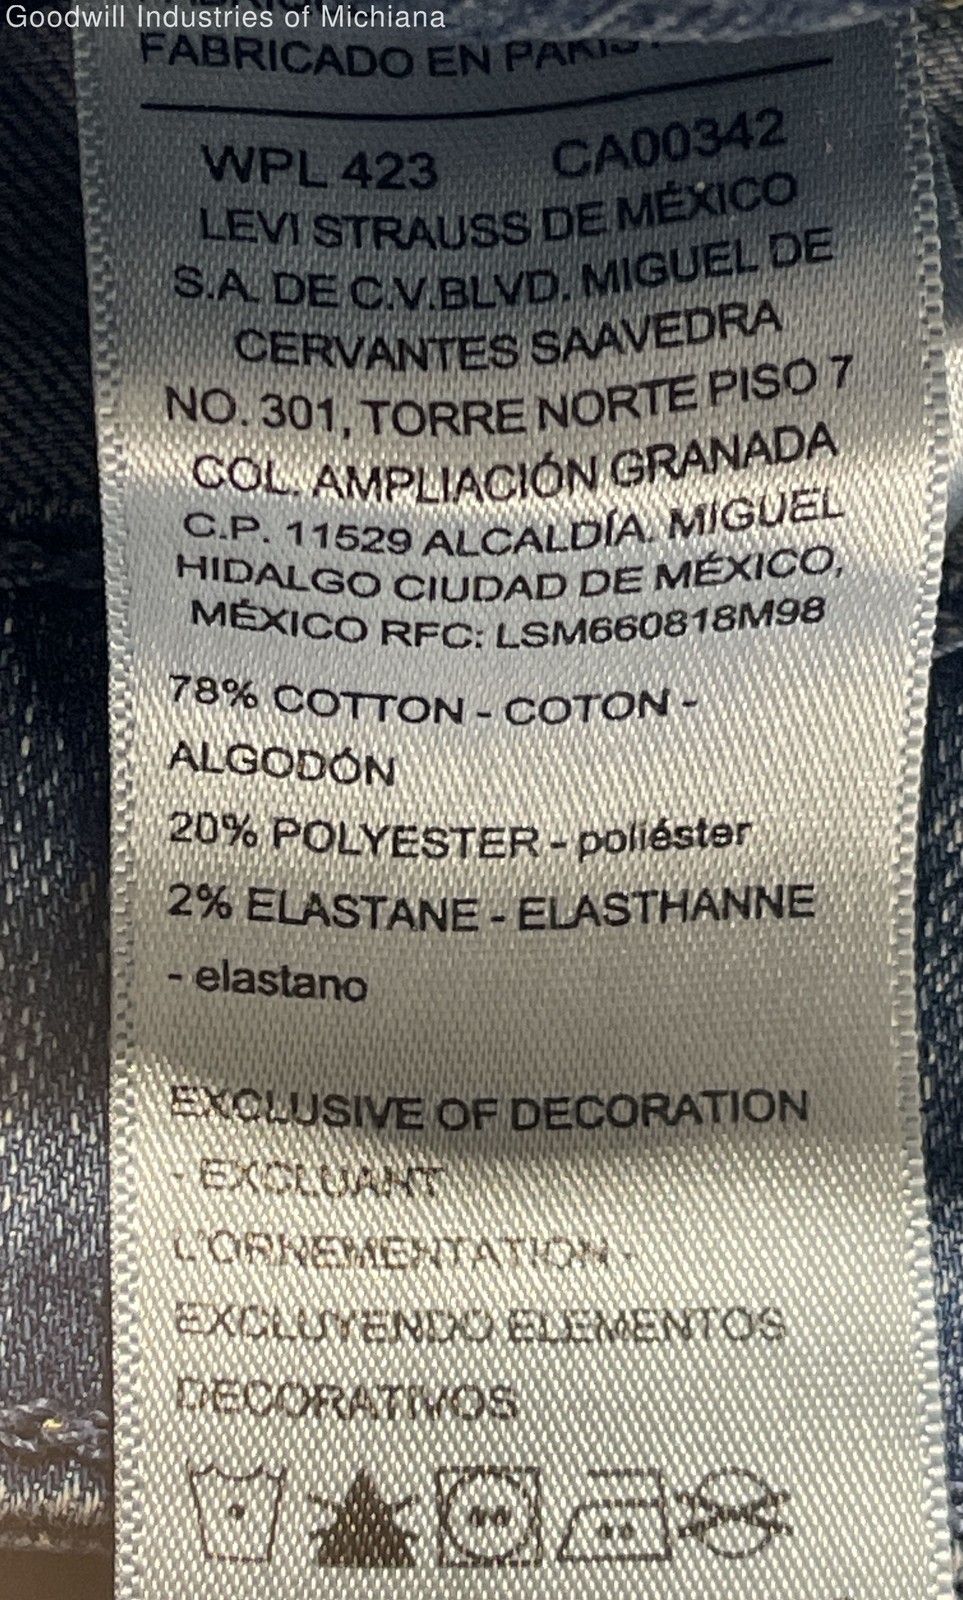 Goodwill Industries of Michiana
FABRICADO EN
WPL 423 CA00342
LEVI STRAUSS DE MÉXICO
S.A. DE C.V.BLVD. MIGUEL DE
CERVANTES SAAVEDRA
NO. 301, TORRE NORTE PISO 7
COL. AMPLIACIÓN GRANADA
C.P. 11529 ALCALDÍA. MIGUEL
HIDALGO CIUDAD DE MÉXICO,
MÉXICO RFC: LSM660818M98
78% COTTON - COTON -
ALGODÓN
20% POLYESTER - poliéster
2% ELASTANE - ELASTHANNE
- elastano
EXCLUSIVE OF DECORATION
- EXCLUANT
L'ORNEMENTATION -
EXCLUYENDO ELEMENTOS
DECORATIVOS